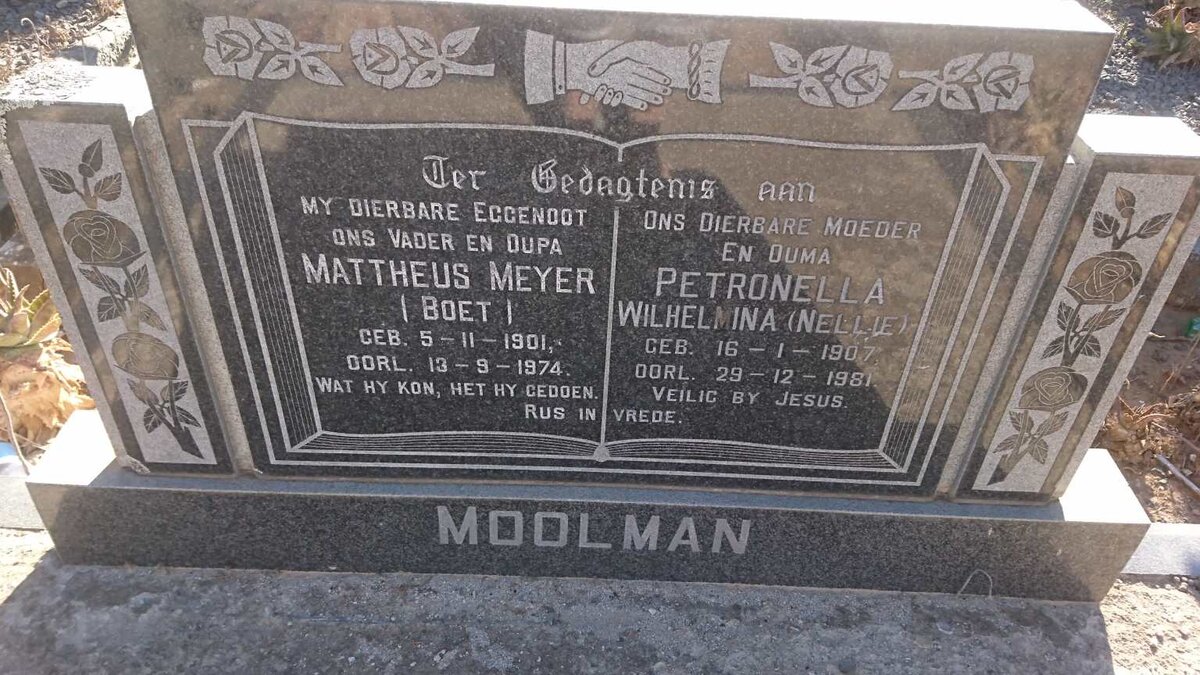 Ter Gedagtenis aan
MY DIERBARE EGGENOOT
ONS VADER EN OUPA
MATTHEUS MEYER
(BOET)
GEB. 5-11-1901,
OORL. 13-9-1974.
WAT HY KON, HET HY GEDOEN.
ONS DIERBARE MOEDER
EN OUMA
PETRONELLA
WILHELMINA (NELLIE)
GEB. 16-1-1907
OORL. 29-12-1981
VEILIG BY JESUS.
RUS IN VREDE.
MOOLMAN